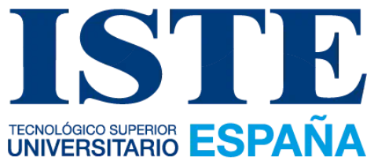 ISTE
TECNOLÓGICO SUPERIOR
UNIVERSITARIO ESPAÑA